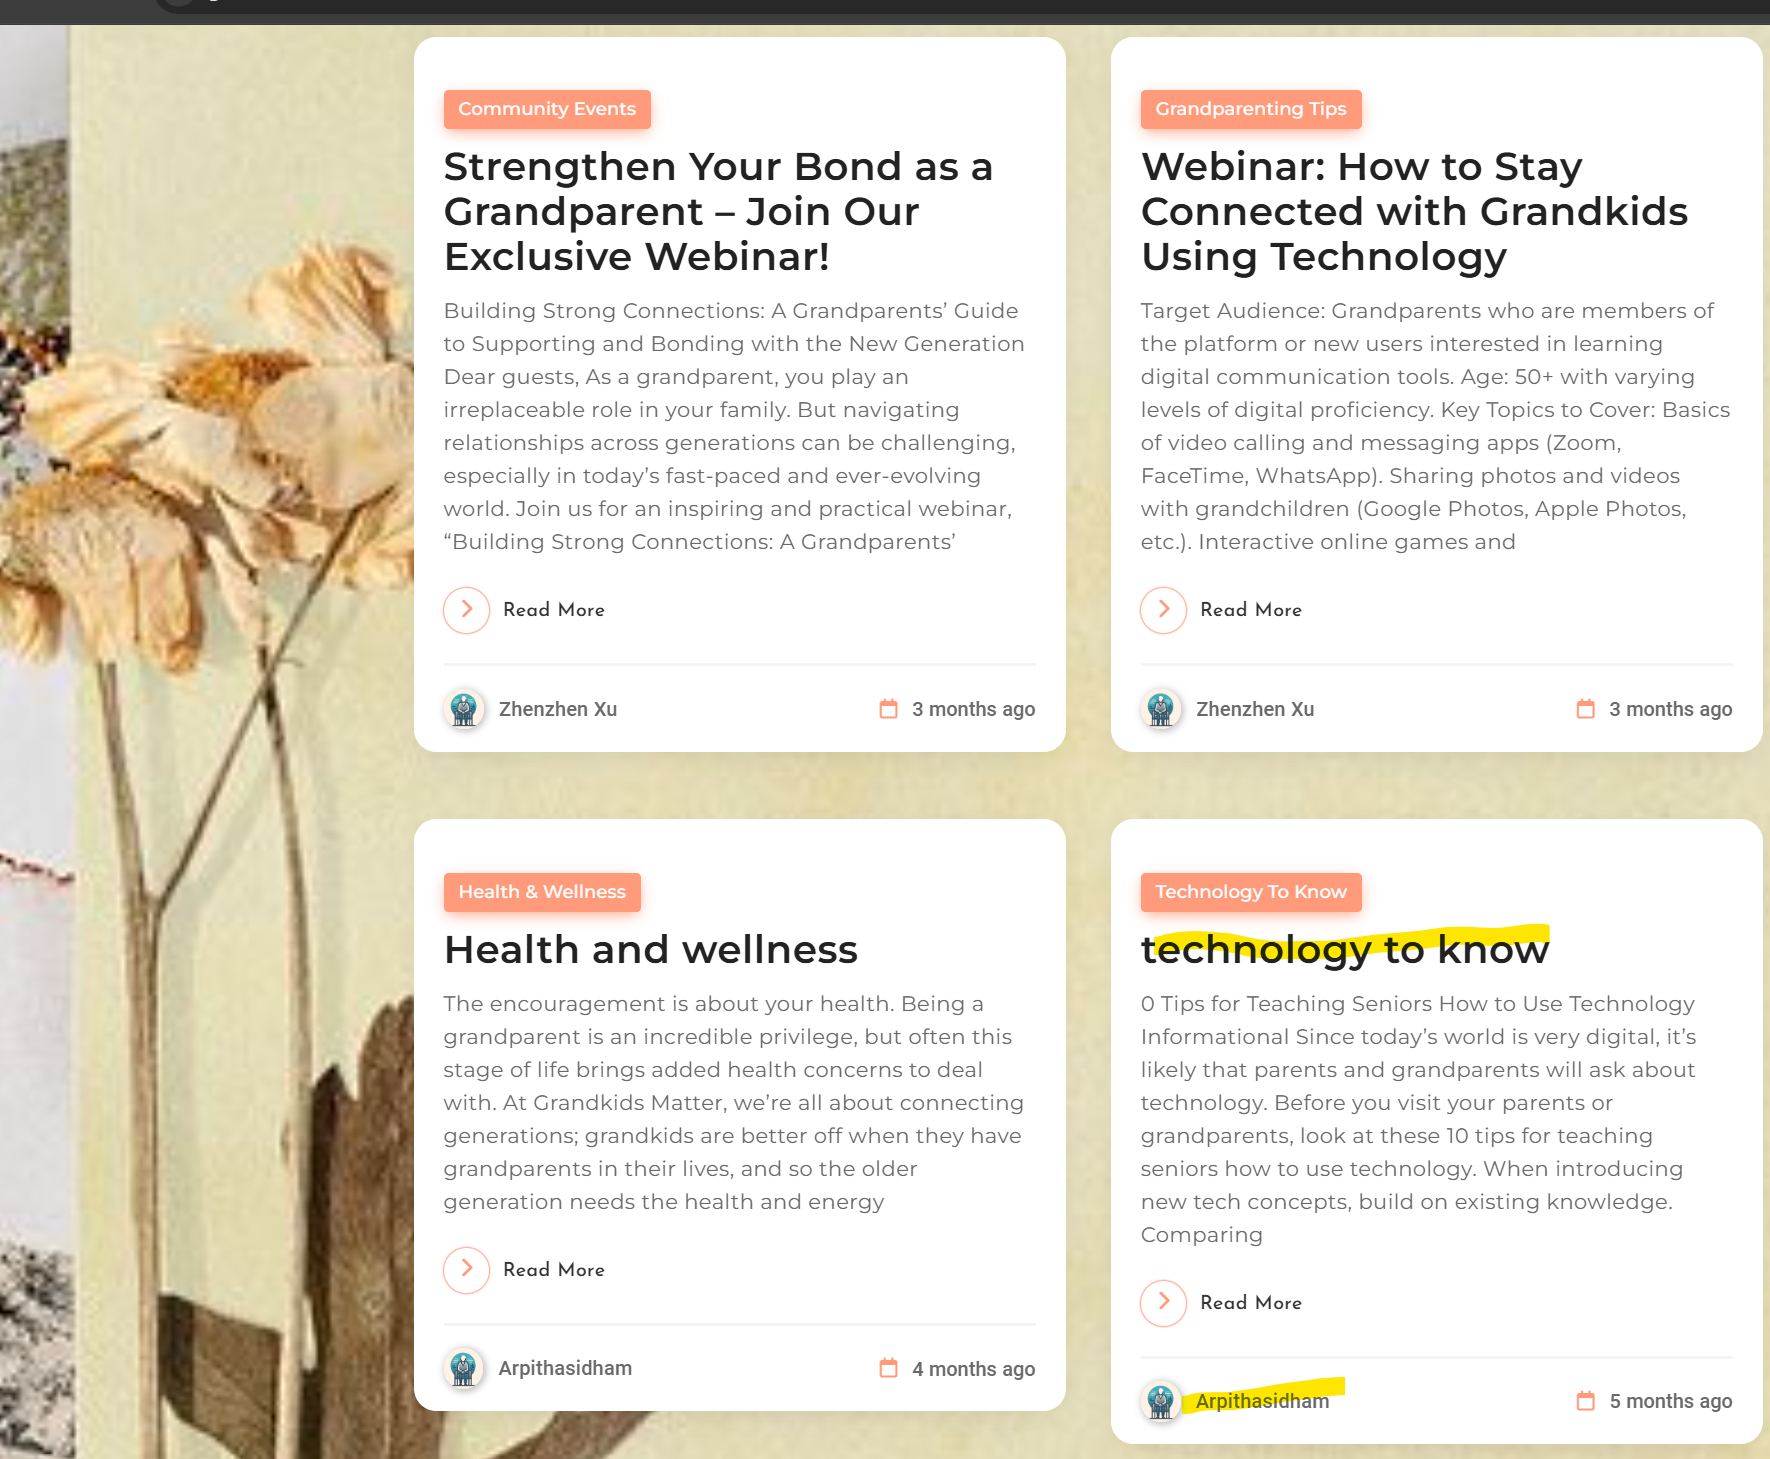 Community Events
Strengthen Your Bond as a
Grandparent – Join Our
Exclusive Webinar!
Building Strong Connections: A Grandparents’ Guide
to Supporting and Bonding with the New Generation
Dear guests, As a grandparent, you play an
irreplaceable role in your family. But navigating
relationships across generations can be challenging,
especially in today’s fast-paced and ever-evolving
world. Join us for an inspiring and practical webinar,
“Building Strong Connections: A Grandparents’
Read More
Zhenzhen Xu
3 months ago
Grandparenting Tips
Webinar: How to Stay
Connected with Grandkids
Using Technology
Target Audience: Grandparents who are members of
the platform or new users interested in learning
digital communication tools. Age: 50+ with varying
levels of digital proficiency. Key Topics to Cover: Basics
of video calling and messaging apps (Zoom,
FaceTime, WhatsApp). Sharing photos and videos
with grandchildren (Google Photos, Apple Photos,
etc.). Interactive online games and
Read More
Zhenzhen Xu
3 months ago
Health & Wellness
Health and wellness
The encouragement is about your health. Being a
grandparent is an incredible privilege, but often this
stage of life brings added health concerns to deal
with. At Grandkids Matter, we’re all about connecting
generations; grandkids are better off when they have
grandparents in their lives, and so the older
generation needs the health and energy
Read More
Arpithasidham
4 months ago
Technology To Know
technology to know
0 Tips for Teaching Seniors How to Use Technology
Informational Since today’s world is very digital, it’s
likely that parents and grandparents will ask about
technology. Before you visit your parents or
grandparents, look at these 10 tips for teaching
seniors how to use technology. When introducing
new tech concepts, build on existing knowledge.
Comparing
Read More
Arpithasidham
5 months ago